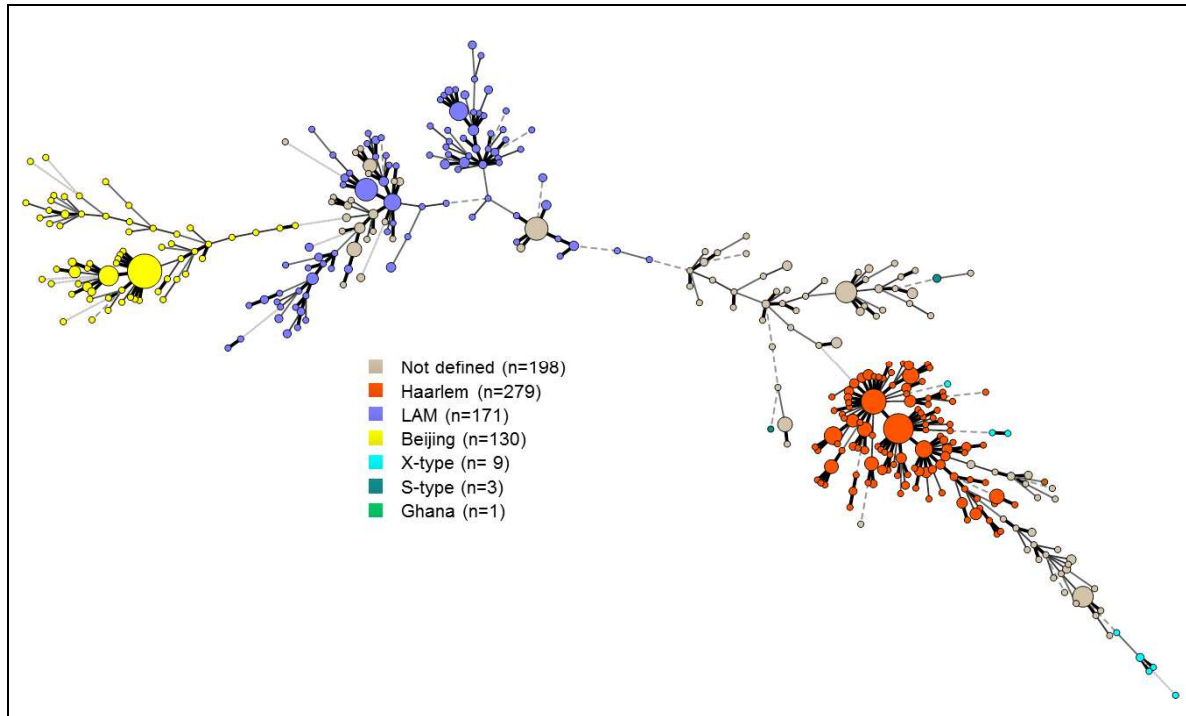 Not defined (n=198)
Haarlem (n=279)
LAM (n=171)
Beijing (n=130)
X-type (n= 9)
S-type (n=3)
Ghana (n=1)